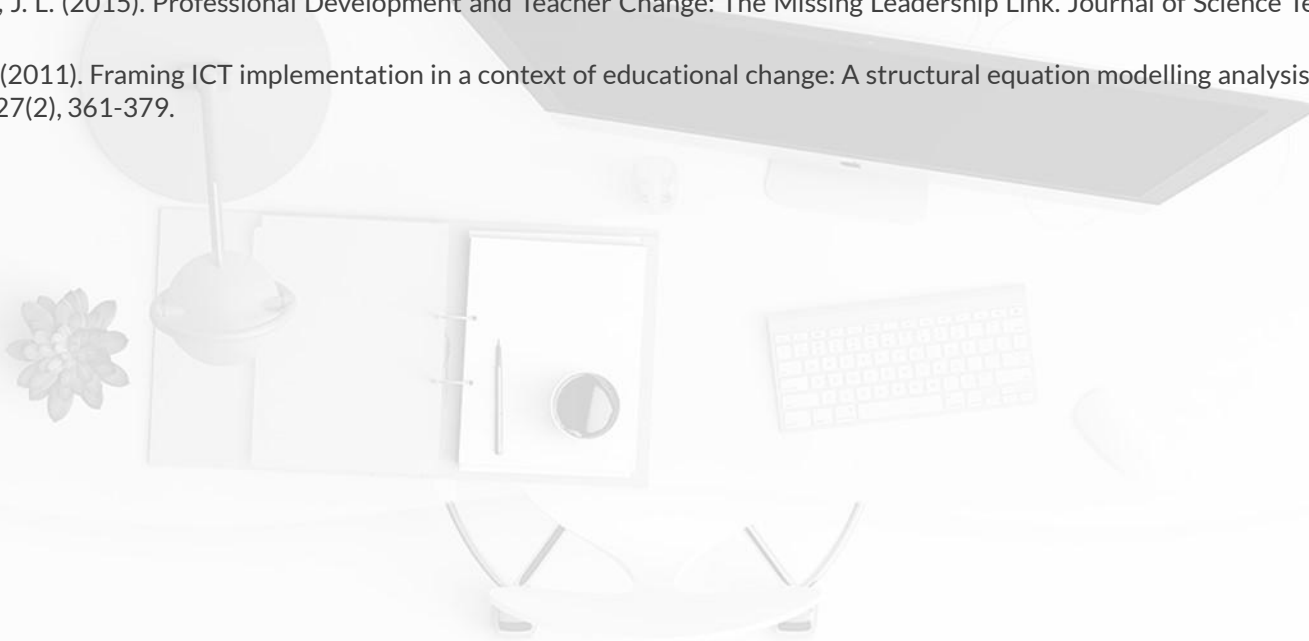 , J. L. (2015). Professional Development and Teacher Change: The Missing Leadership Link. Journal of Science Te
(2011). Framing ICT implementation in a context of educational change: A structural equation modelling analysis
27(2), 361-379.